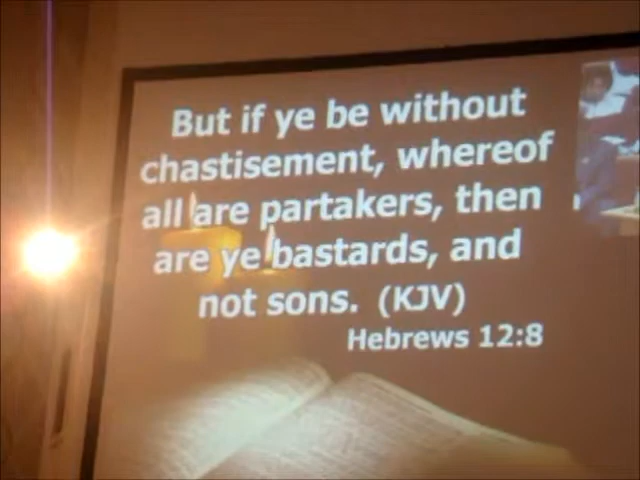 But if ye be without
chastisement, whereof
all are partakers, then
are ye bastards, and
not sons. (KJV)
Hebrews 12:8